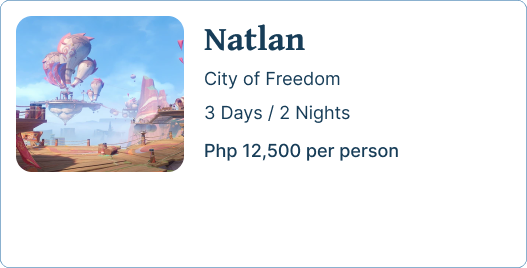 Natlan
City of Freedom
3 Days / 2 Nights
Php 12,500 per person